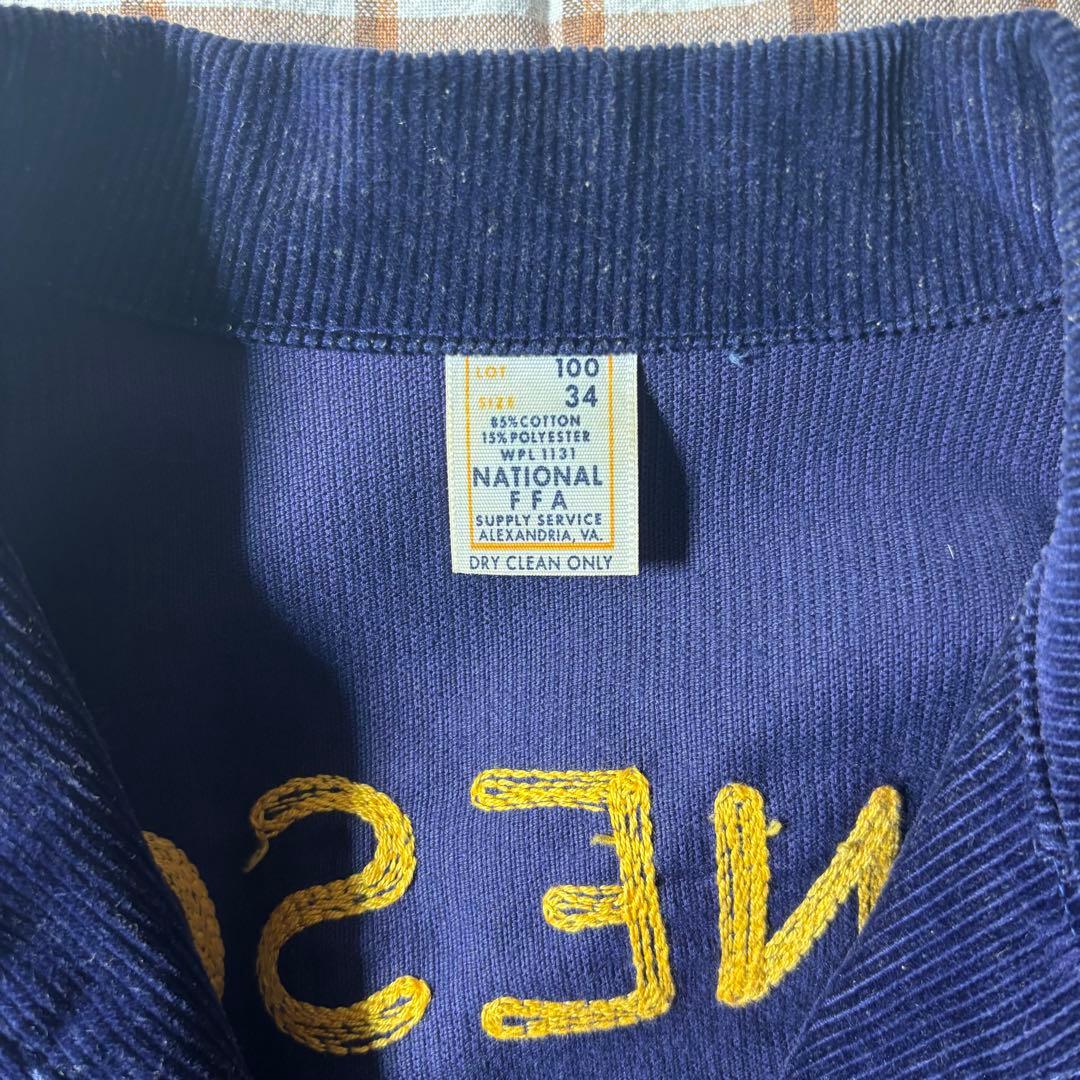 LOT 100
SIZE 34
85%COTTON
15%POLYESTER
WPL 1131
NATIONAL
FFA
SUPPLY SERVICE
ALEXANDRIA, VA.
DRY CLEAN ONLY
NES